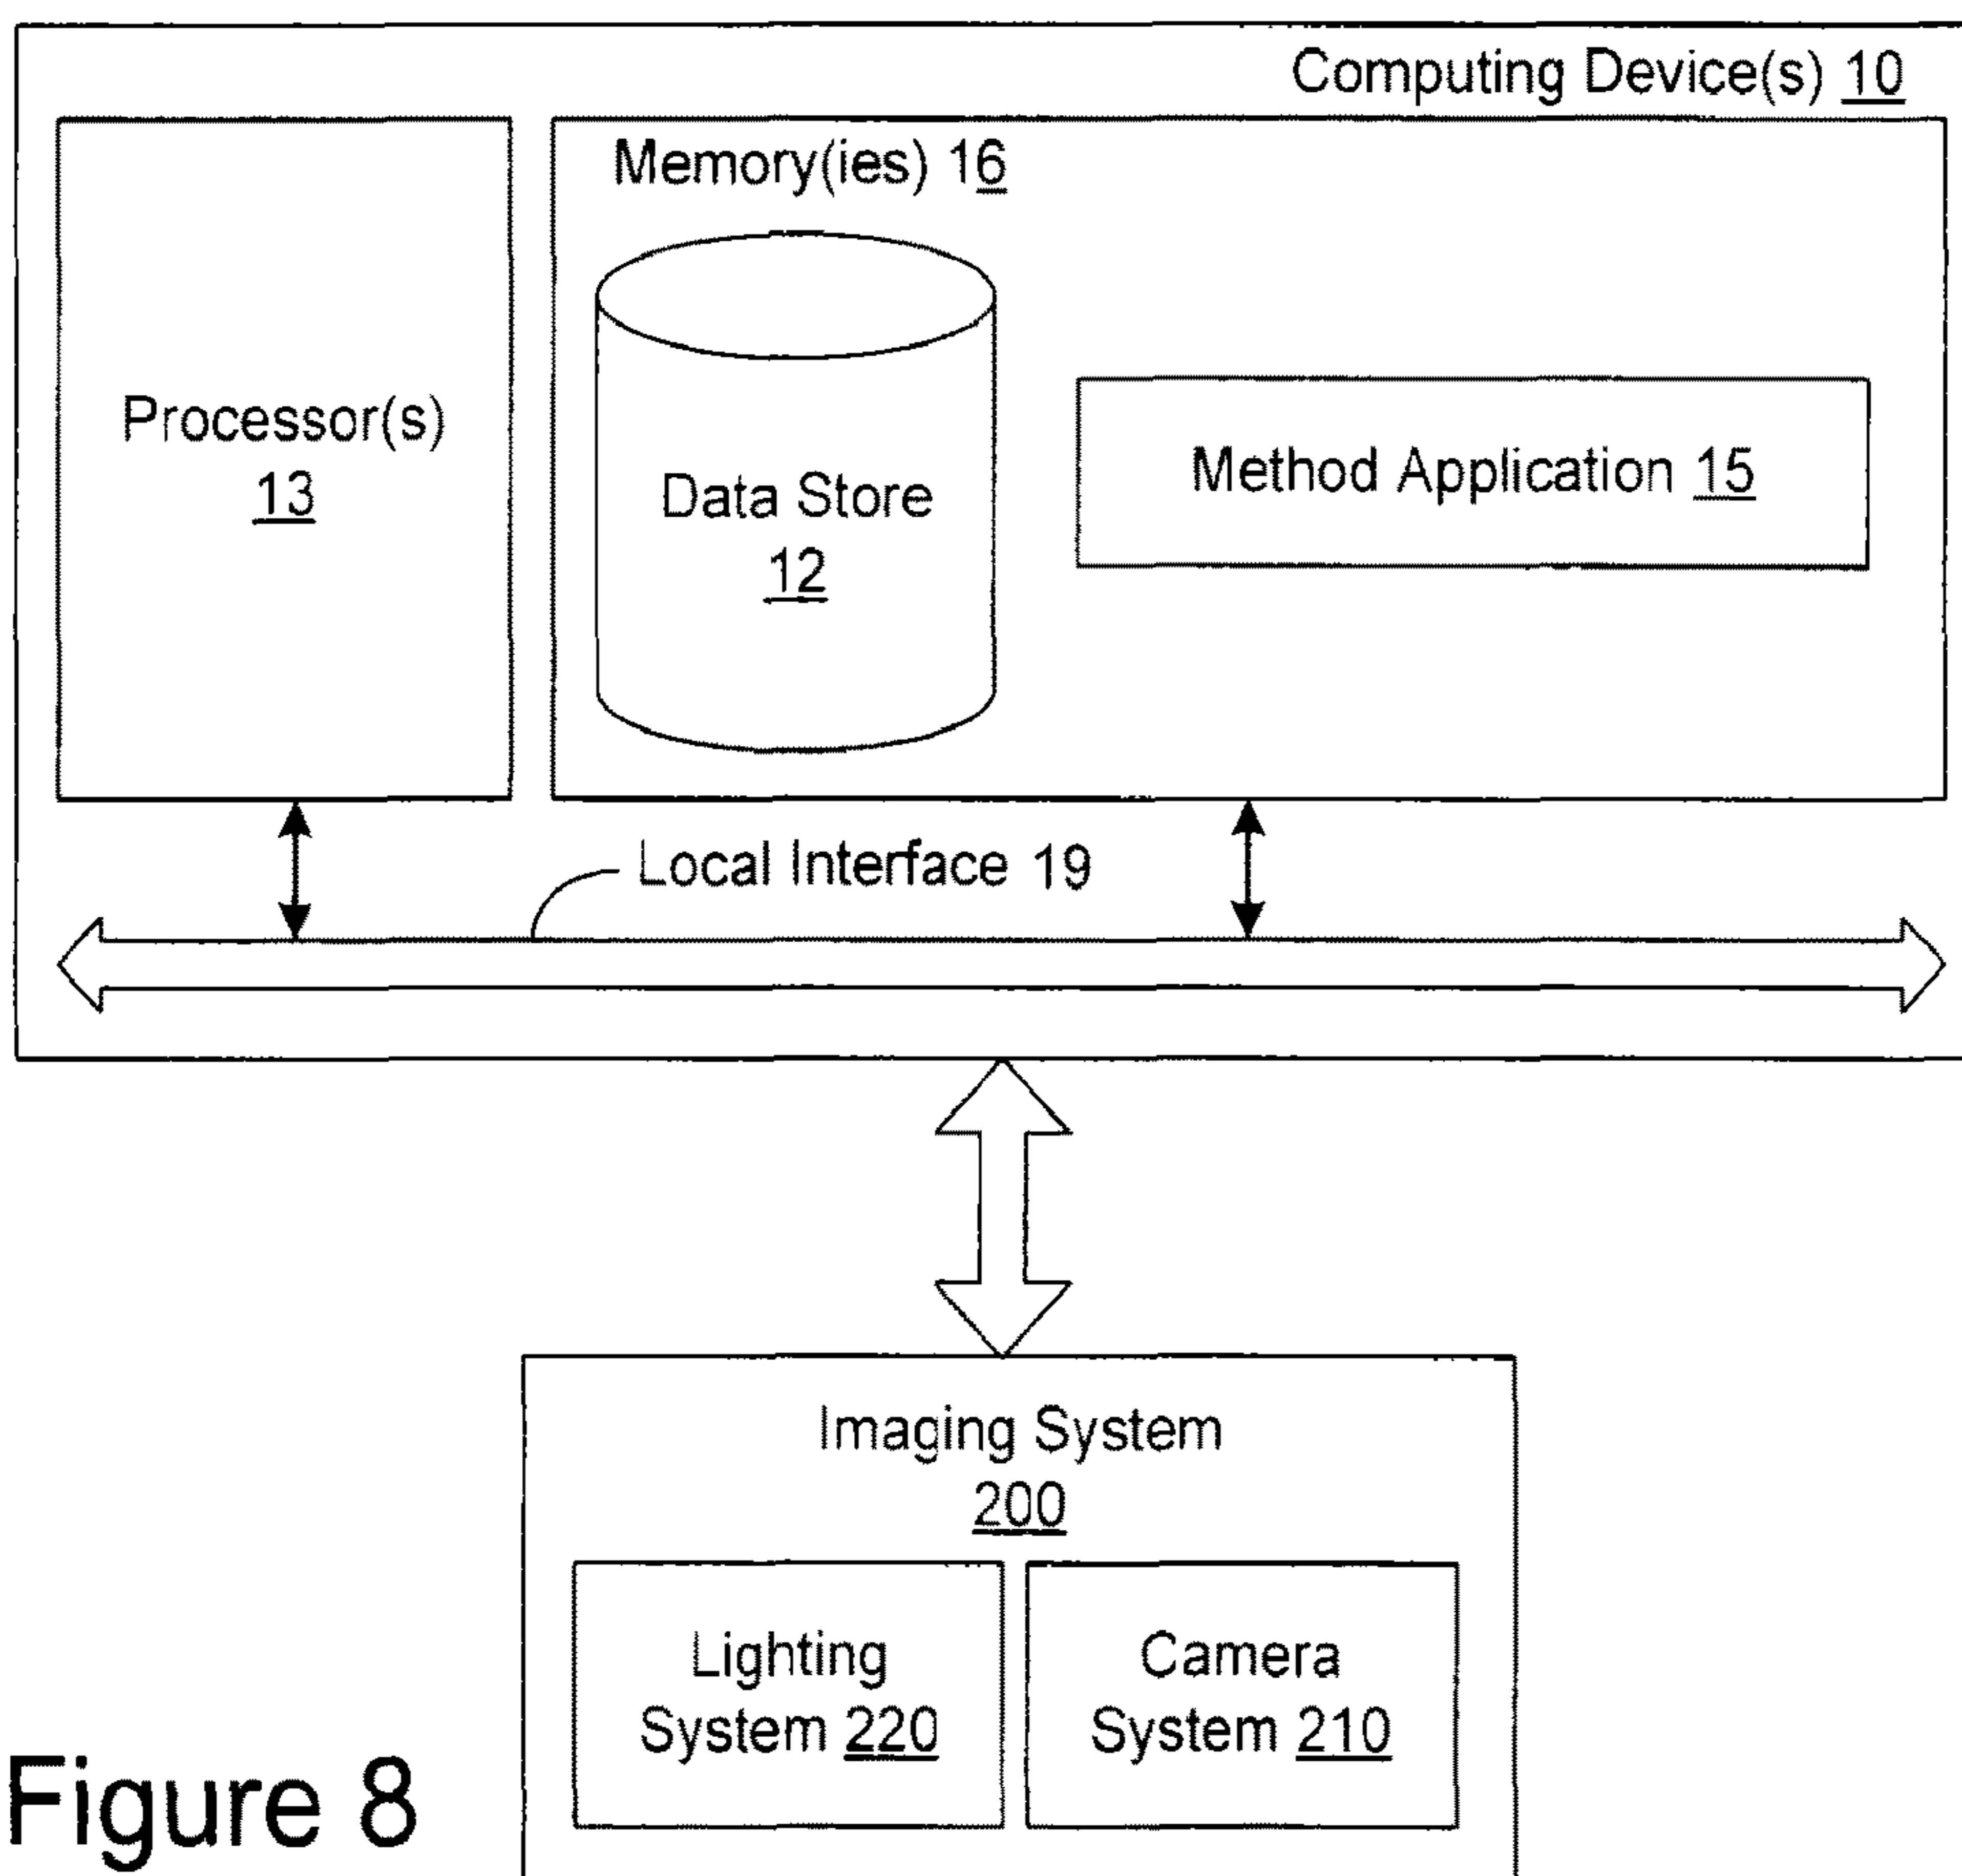 Computing Device(s) 10
Memory(ies) 16
Processor(s)
13
Data Store
12
Method Application 15
Local Interface 19
Imaging System
200
Lighting
System 220
Camera
System 210
Figure 8